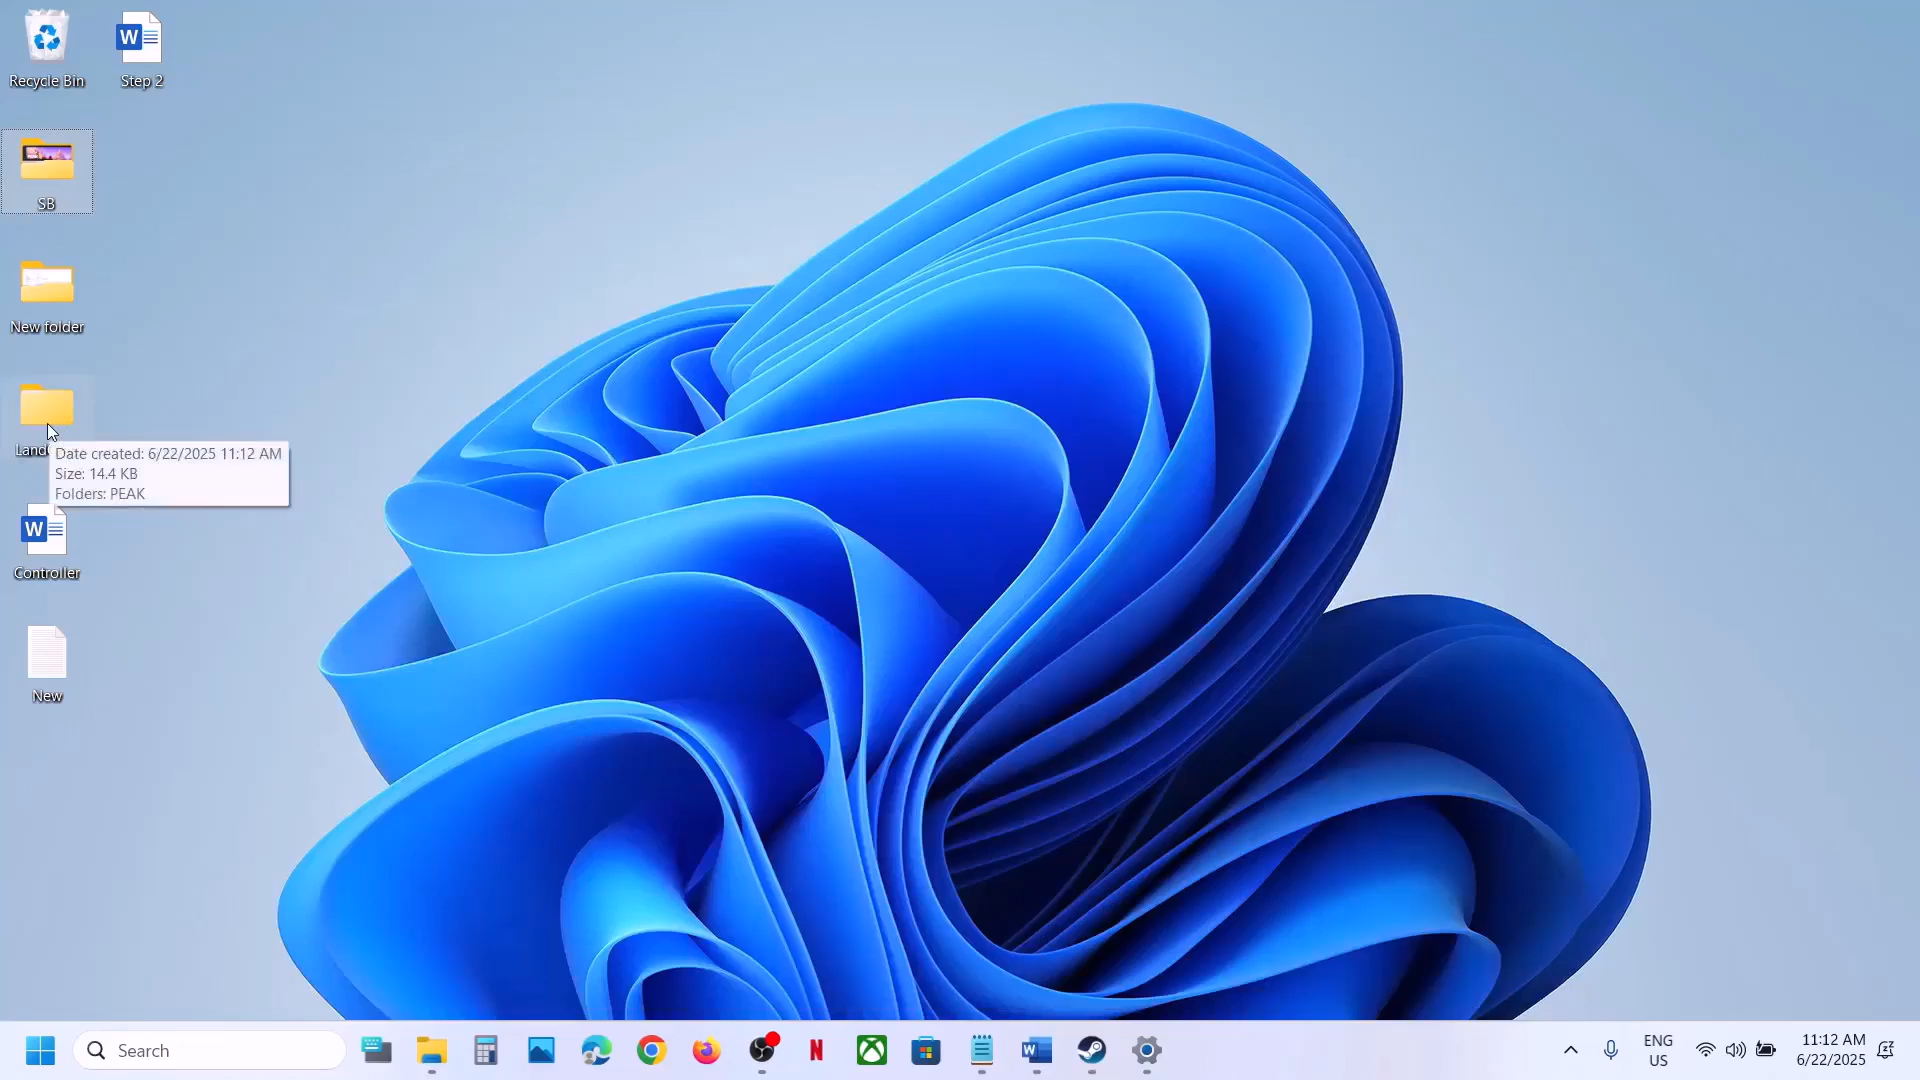 Recycle Bin
Step 2
SB
New folder
Date created: 6/22/2025 11:12 AM
Size: 14.4 KB
Folders: PEAK
Controller
New
Search
ENG
US
11:12 AM
6/22/2025